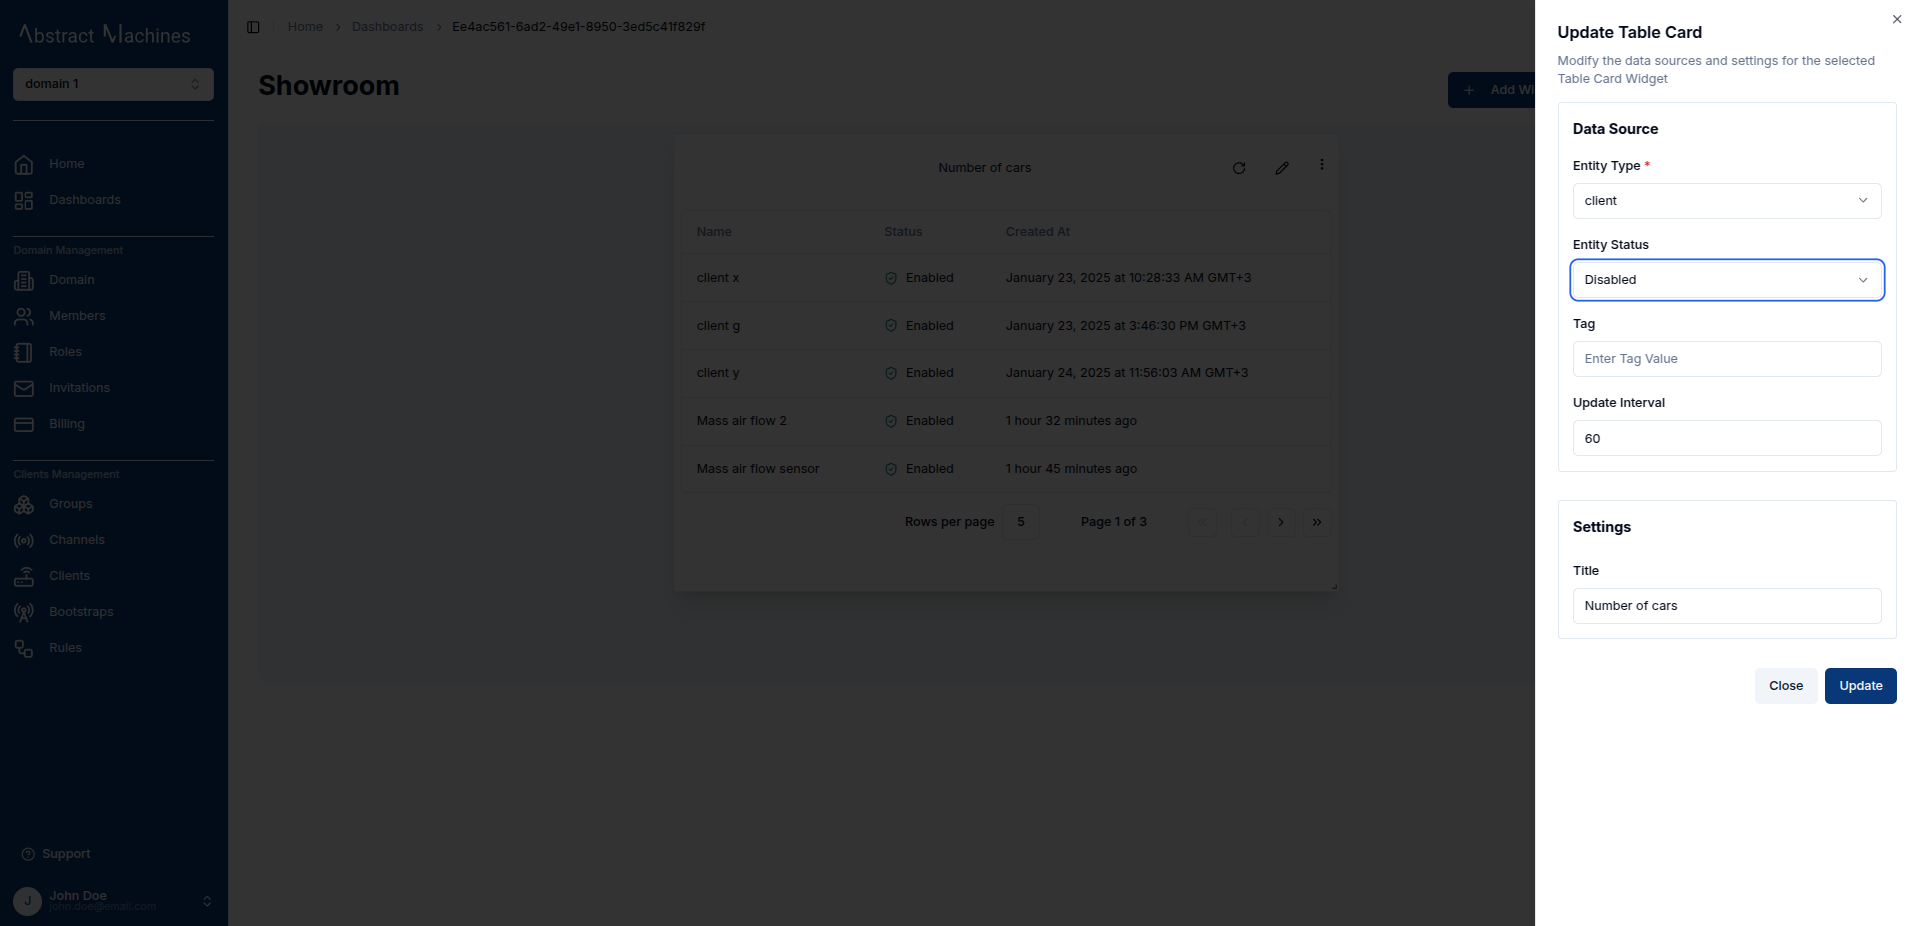 Abstract Machines
domain 1
Home
Dashboards
Domain Management
Domain
Members
Roles
Invitations
Billing
Clients Management
Groups
Channels
Clients
Bootstraps
Rules
Support
J
John Doe
john.doe@email.com
Home > Dashboards > Ee4ac561-6ad2-49e1-8950-3ed5c41f829f
Showroom
+ Add Wi
Number of cars
Name Status Created At
client x Enabled January 23, 2025 at 10:28:33 AM GMT+3
client g Enabled January 23, 2025 at 3:46:30 PM GMT+3
client y Enabled January 24, 2025 at 11:56:03 AM GMT+3
Mass air flow 2 Enabled 1 hour 32 minutes ago
Mass air flow sensor Enabled 1 hour 45 minutes ago
Rows per page 5 Page 1 of 3
Update Table Card
Modify the data sources and settings for the selected
Table Card Widget
Data Source
Entity Type *
client
Entity Status
Disabled
Tag
Enter Tag Value
Update Interval
60
Settings
Title
Number of cars
Close Update